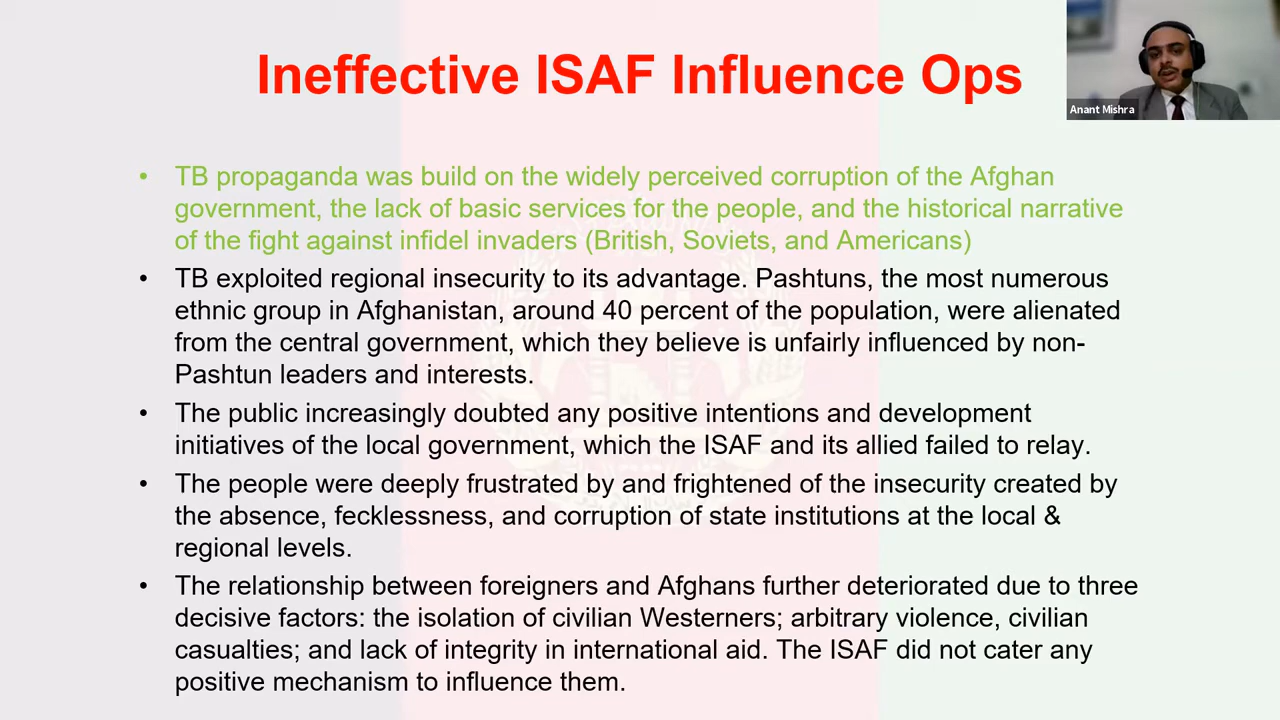 Ineffective ISAF Influence Ops
Anant Mishra
• TB propaganda was build on the widely perceived corruption of the Afghan
government, the lack of basic services for the people, and the historical narrative
of the fight against infidel invaders (British, Soviets, and Americans)
• TB exploited regional insecurity to its advantage. Pashtuns, the most numerous
ethnic group in Afghanistan, around 40 percent of the population, were alienated
from the central government, which they believe is unfairly influenced by non-
Pashtun leaders and interests.
• The public increasingly doubted any positive intentions and development
initiatives of the local government, which the ISAF and its allied failed to relay.
• The people were deeply frustrated by and frightened of the insecurity created by
the absence, fecklessness, and corruption of state institutions at the local &
regional levels.
• The relationship between foreigners and Afghans further deteriorated due to three
decisive factors: the isolation of civilian Westerners; arbitrary violence, civilian
casualties; and lack of integrity in international aid. The ISAF did not cater any
positive mechanism to influence them.